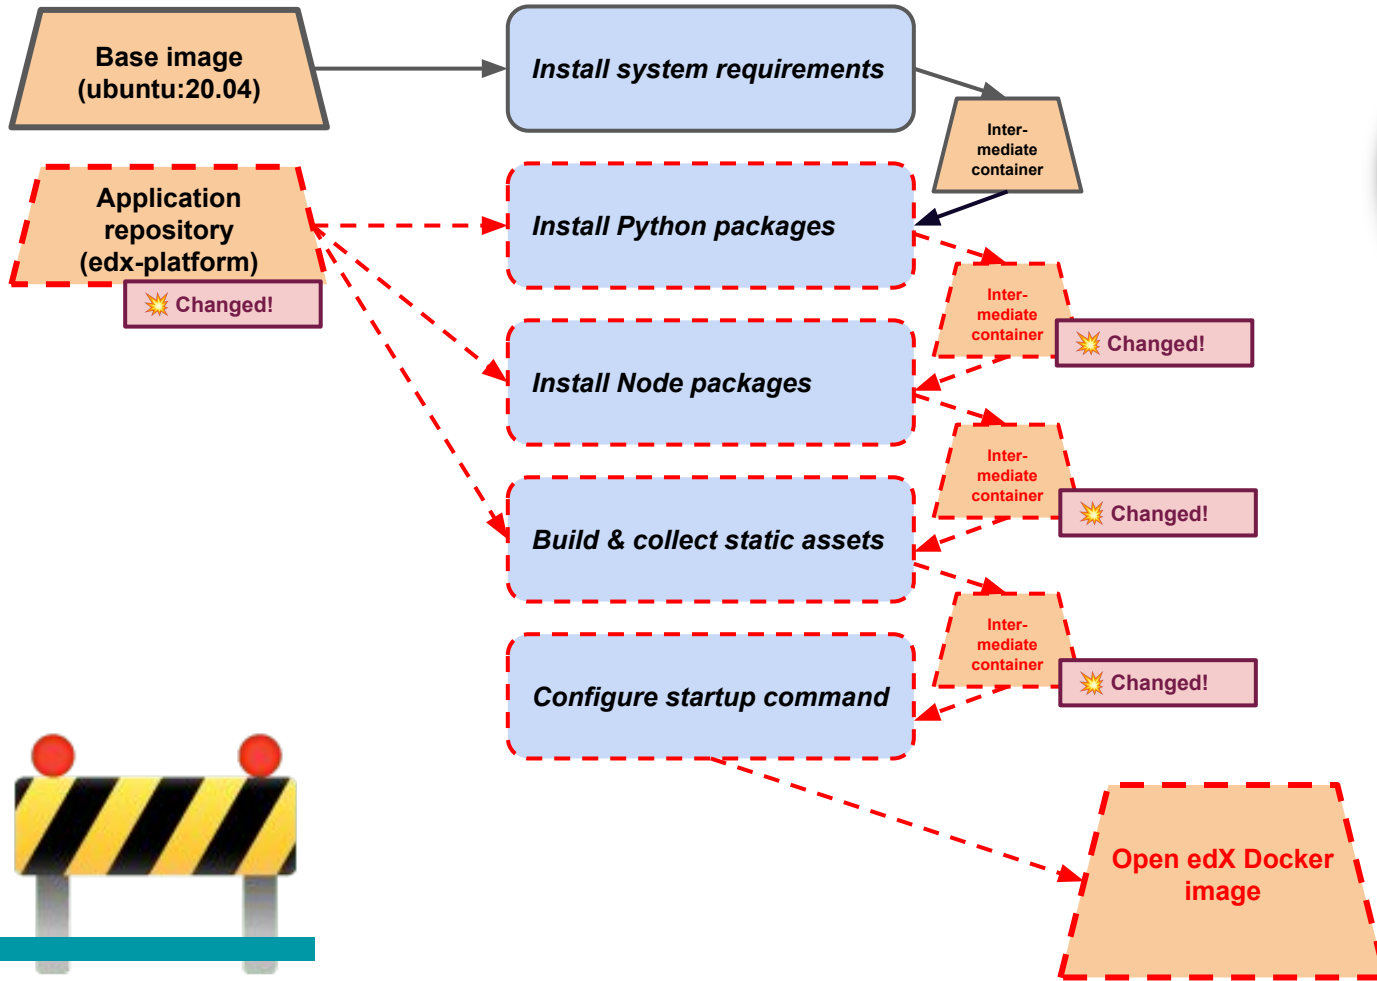 Base image
(ubuntu:20.04)
Install system requirements
Inter-
mediate
container
Application
repository
(edx-platform)
💥 Changed!
Install Python packages
Inter-
mediate
container
💥 Changed!
Install Node packages
Inter-
mediate
container
💥 Changed!
Build & collect static assets
Inter-
mediate
container
💥 Changed!
Configure startup command
Open edX Docker
image